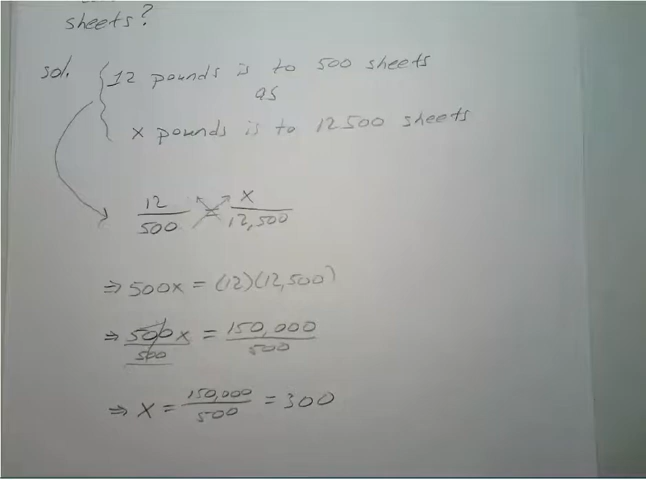 sheets?
sol. { 12 pounds is to 500 sheets
as
x pounds is to 12500 sheets
12/500 = x/12,500
⇒ 500x = (12)(12,500)
⇒ 500x/500 = 150,000/500
⇒ x = 150,000/500 = 300